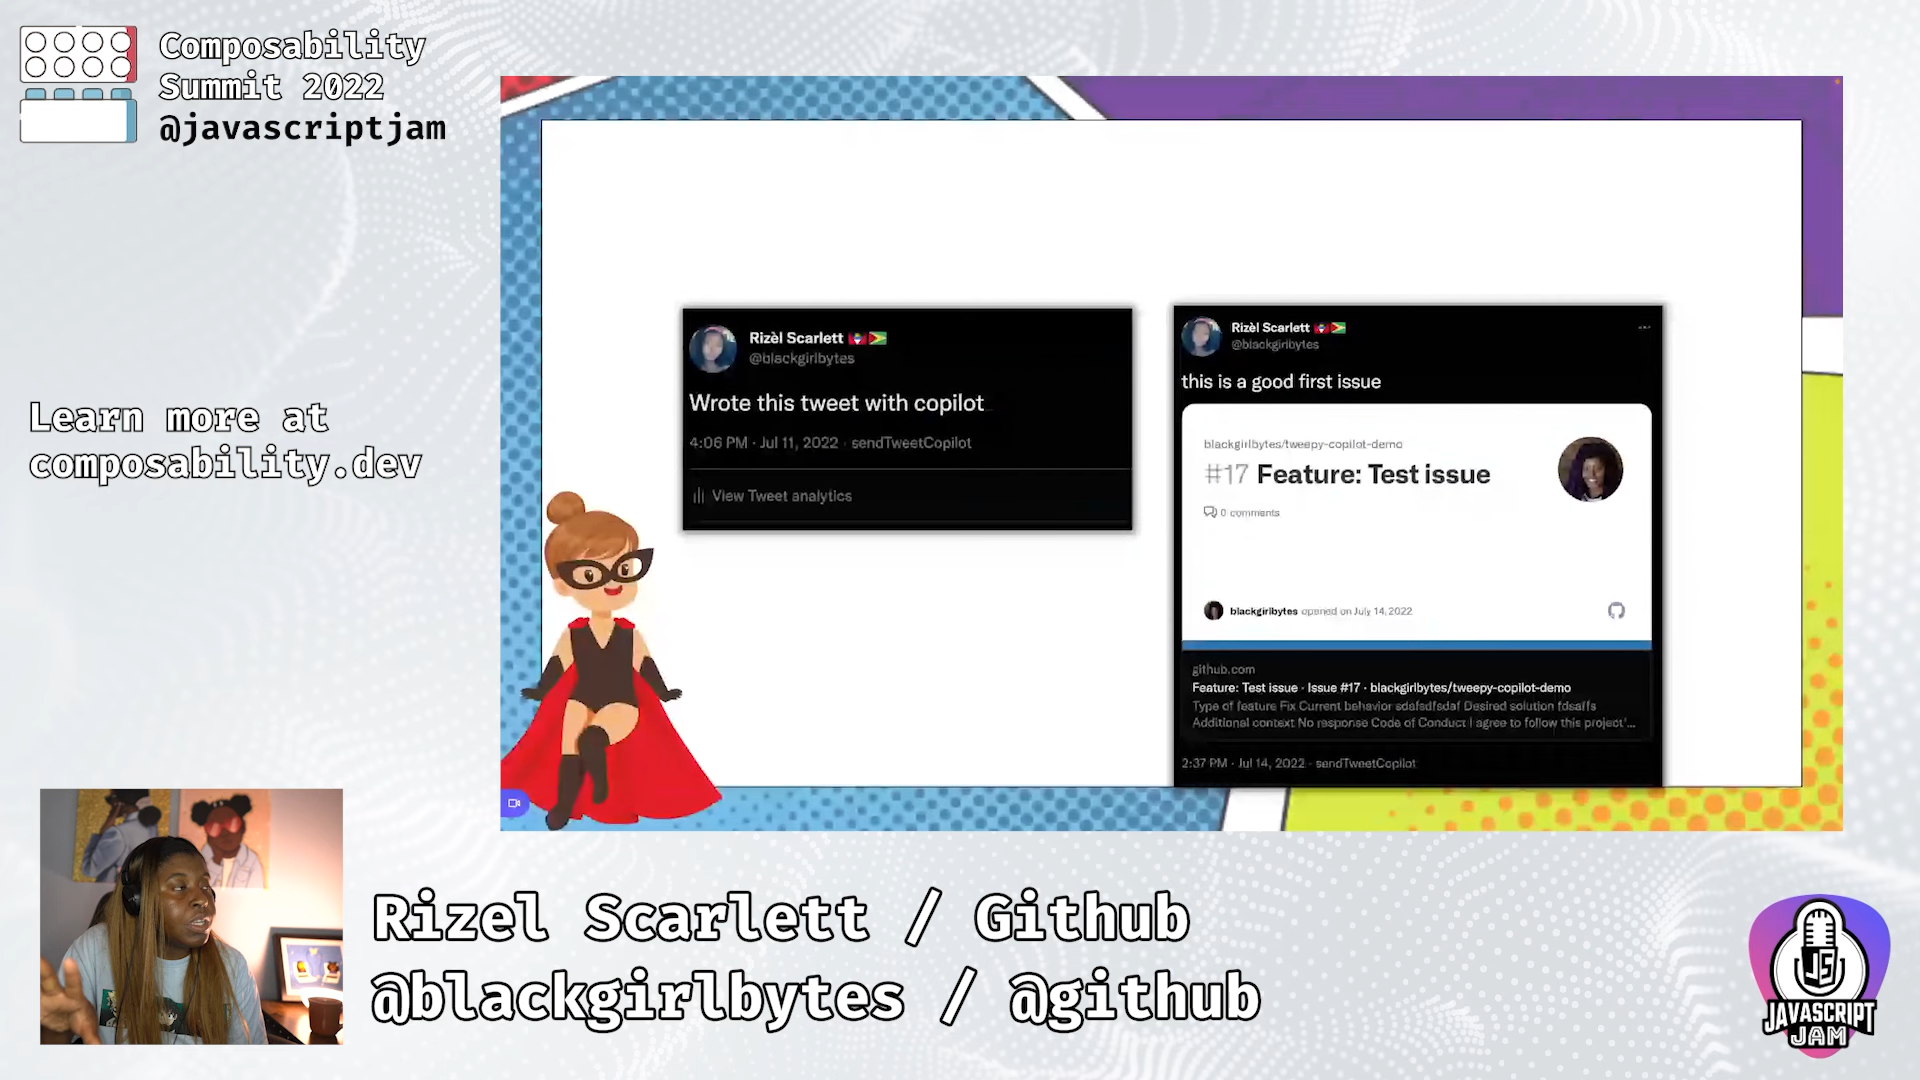 Composability
Summit 2022
@javascriptjam
Learn more at
composability.dev
Rizèl Scarlett
@blackgirlbytes
Wrote this tweet with copilot
4:06 PM · Jul 11, 2022 · sendTweetCopilot
View Tweet analytics
Rizèl Scarlett
@blackgirlbytes
this is a good first issue
blackgirlbytes/tweepy-copilot-demo
#17 Feature: Test issue
0 comments
blackgirlbytes opened on July 14, 2022
github.com
Feature: Test issue · Issue #17 · blackgirlbytes/tweepy-copilot-demo
Type of feature Fix Current behavior sdafsdfsdaf Desired solution fdsaffs
Additional context No response Code of Conduct I agree to follow this project'...
2:37 PM · Jul 14, 2022 · sendTweetCopilot
Rizel Scarlett / Github
@blackgirlbytes / @github
JS
JAVASCRIPT
JAM